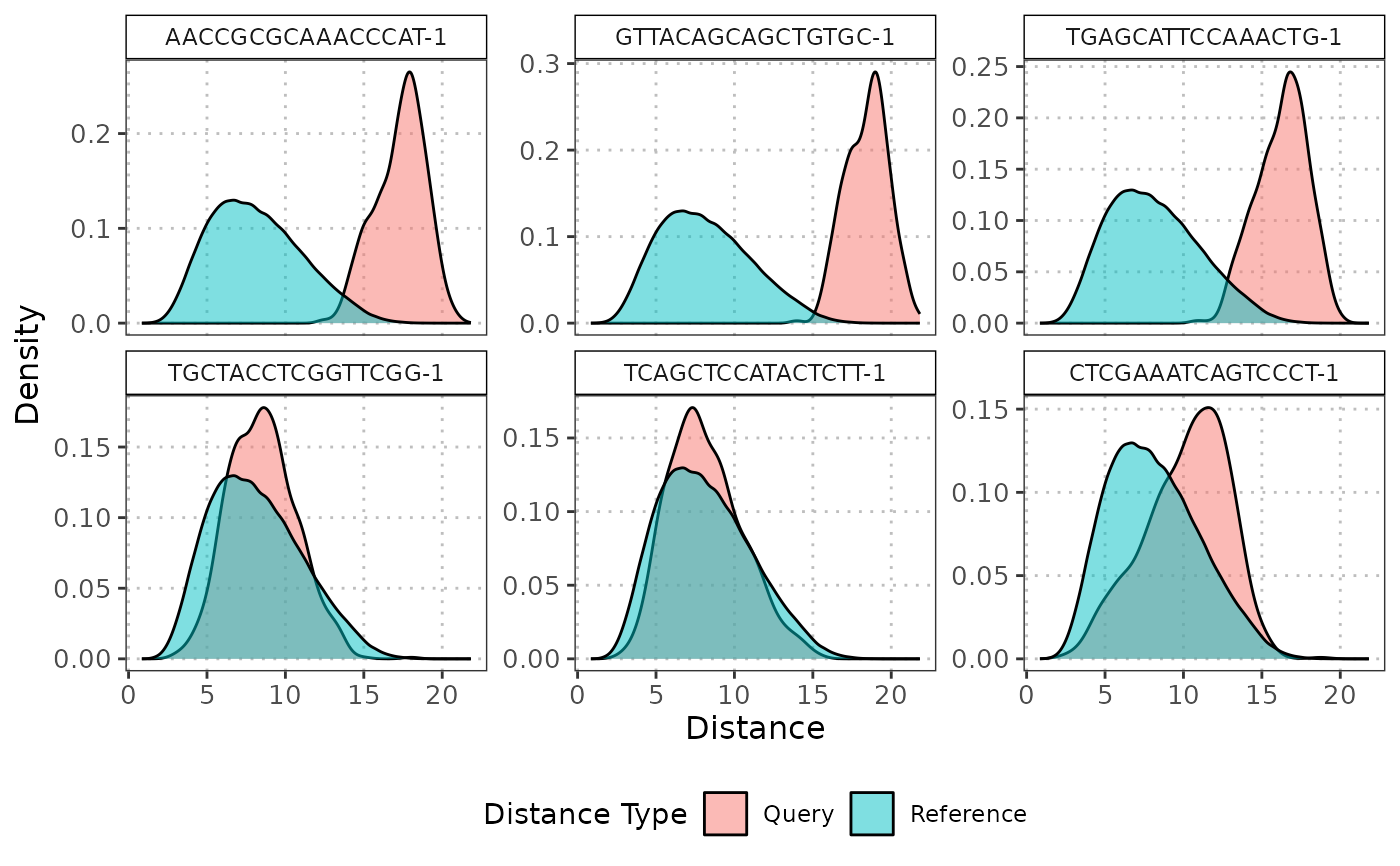 AACCGCGCAAACCCAT-1 GTTACAGCAGCTGTGC-1 TGAGCATTCCAAACTG-1
0.2 0.1 0.0
0.3 0.2 0.1 0.0
0.25 0.20 0.15 0.10 0.05 0.00
Density
TGCTACCTCGGTTCGG-1 TCAGCTCCATACTCTT-1 CTCGAAATCAGTCCCT-1
0.15 0.10 0.05 0.00
0.15 0.10 0.05 0.00
0.15 0.10 0.05 0.00
0 5 10 15 20 0 5 10 15 20 0 5 10 15 20
Distance
Distance Type Query Reference